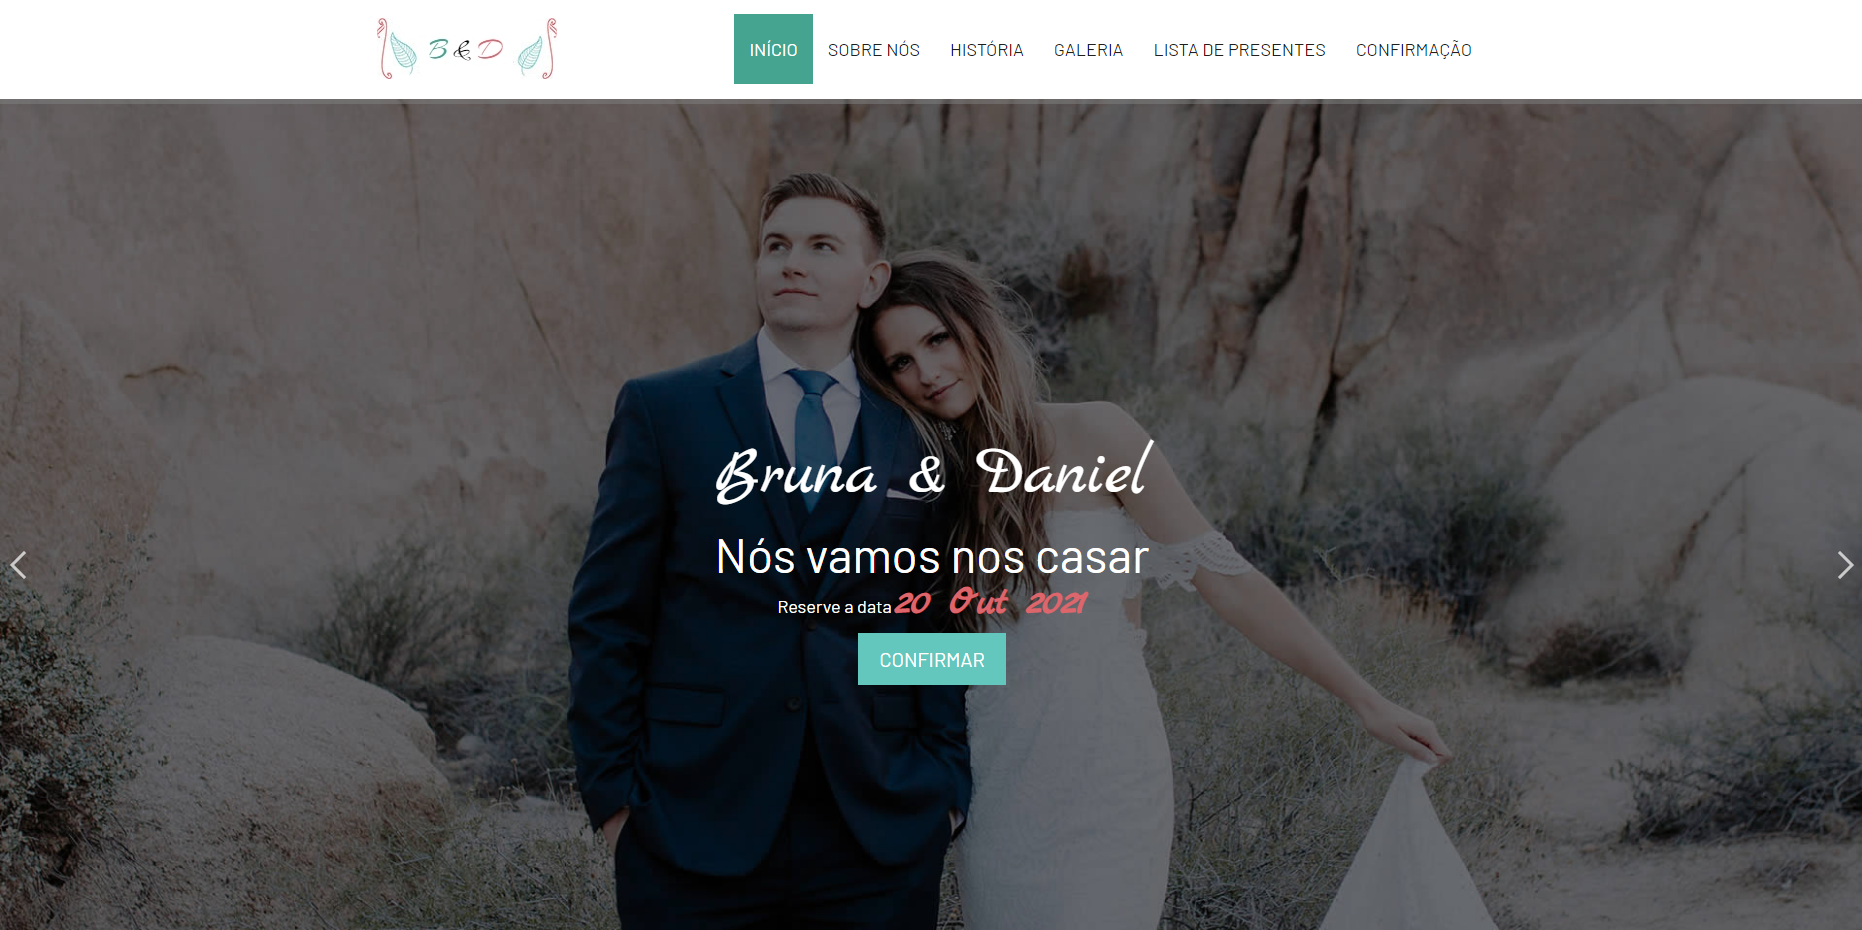 B & D
INÍCIO SOBRE NÓS HISTÓRIA GALERIA LISTA DE PRESENTES CONFIRMAÇÃO
Bruna & Daniel
Nós vamos nos casar
Reserve a data 20 Out 2021
CONFIRMAR